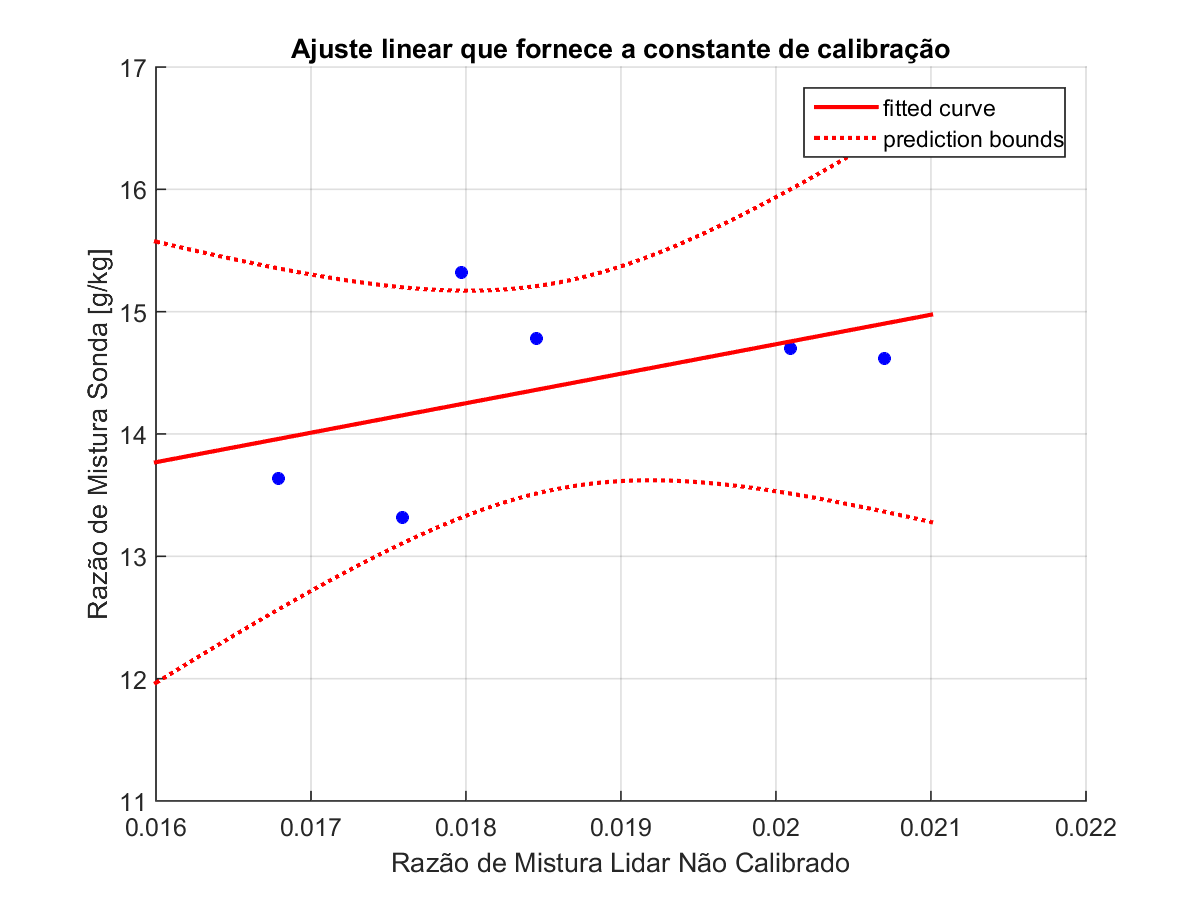 Ajuste linear que fornece a constante de calibração
fitted curve
prediction bounds
Razão de Mistura Sonda [g/kg]
17
16
15
14
13
12
11
0.016
0.017
0.018
0.019
0.02
0.021
0.022
Razão de Mistura Lidar Não Calibrado